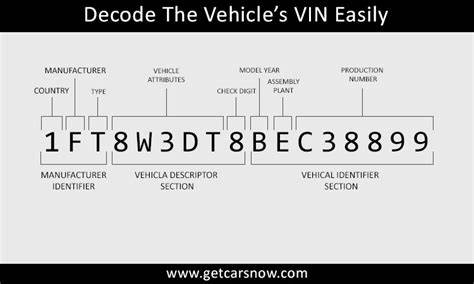 Decode The Vehicle's VIN Easily
MANUFACTURER
VEHICLE
ATTRIBUTES
MODEL YEAR
PRODUCTION
NUMBER
COUNTRY
TYPE
CHECK DIGIT
ASSEMBLY
PLANT
1FT8W3DT8BEC38899
MANUFACTURER
IDENTIFIER
VEHICLA DESCRIPTOR
SECTION
VEHICAL IDENTIFIER
SECTION
www.getcarsnow.com